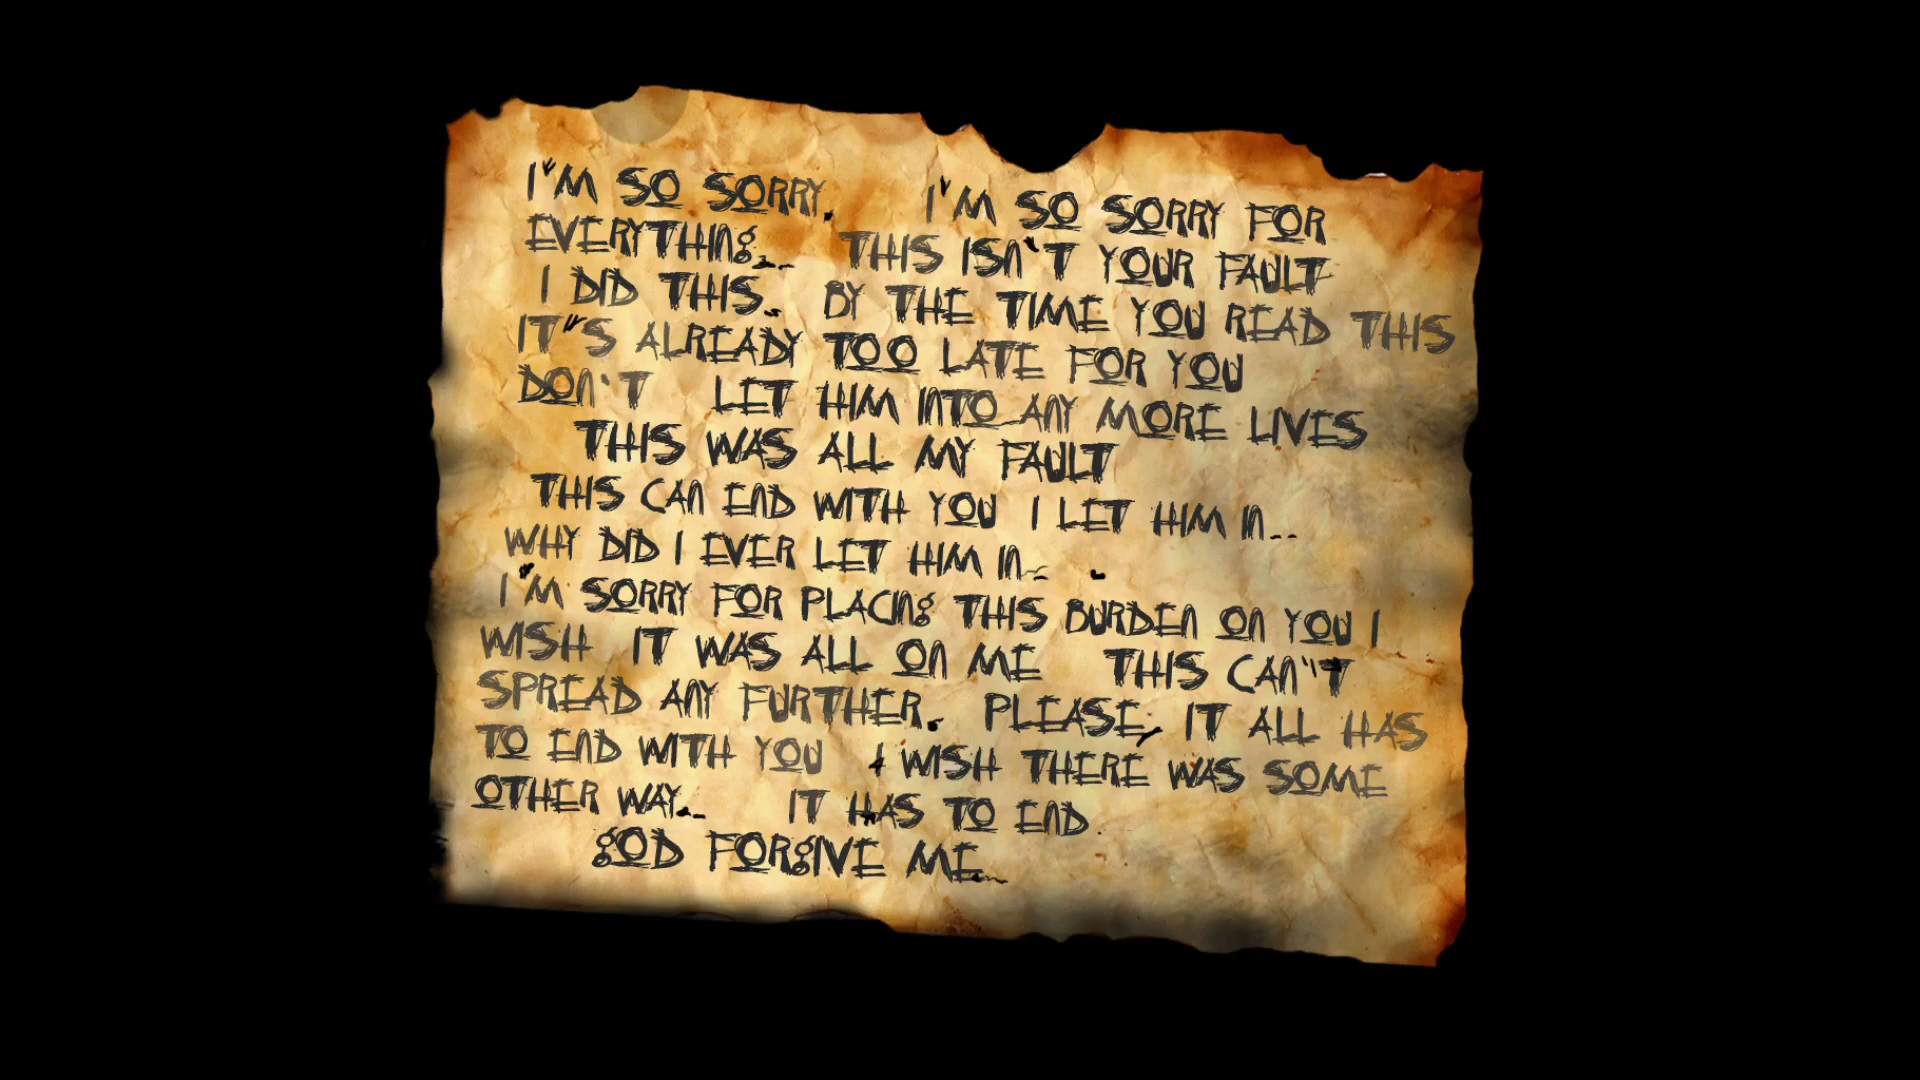 I'M SO SORRY. I'M SO SORRY FOR
EVERYTHING... THIS ISN'T YOUR FAULT
I DID THIS.. BY THE TIME YOU READ THIS
IT"S ALREADY TOO LATE FOR YOU
DON'T LET HIM INTO ANY MORE LIVES
THIS WAS ALL MY FAULT
THIS CAN END WITH YOU I LET HIM IN...
WHY DID I EVER LET HIM IN...
I'M SORRY FOR PLACING THIS BURDEN ON YOU I
WISH IT WAS ALL ON ME THIS CAN'T
SPREAD ANY FURTHER. PLEASE, IT ALL HAS
TO END WITH YOU I WISH THERE WAS SOME
OTHER WAY... IT HAS TO END.
GOD FORGIVE ME...